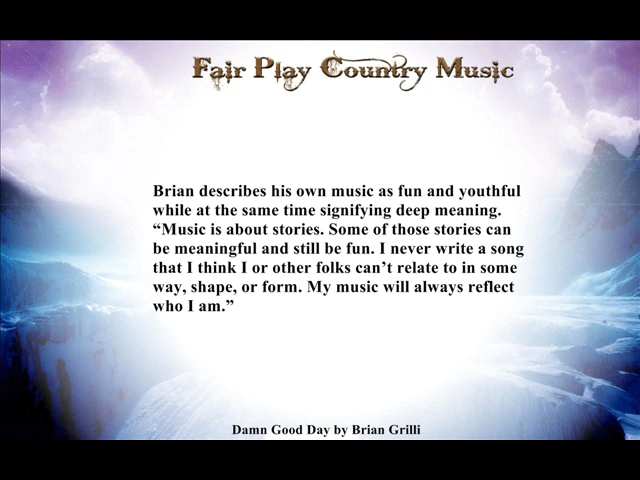 Fair Play Country Music
Brian describes his own music as fun and youthful
while at the same time signifying deep meaning.
“Music is about stories. Some of those stories can
be meaningful and still be fun. I never write a song
that I think I or other folks can’t relate to in some
way, shape, or form. My music will always reflect
who I am.”
Damn Good Day by Brian Grilli